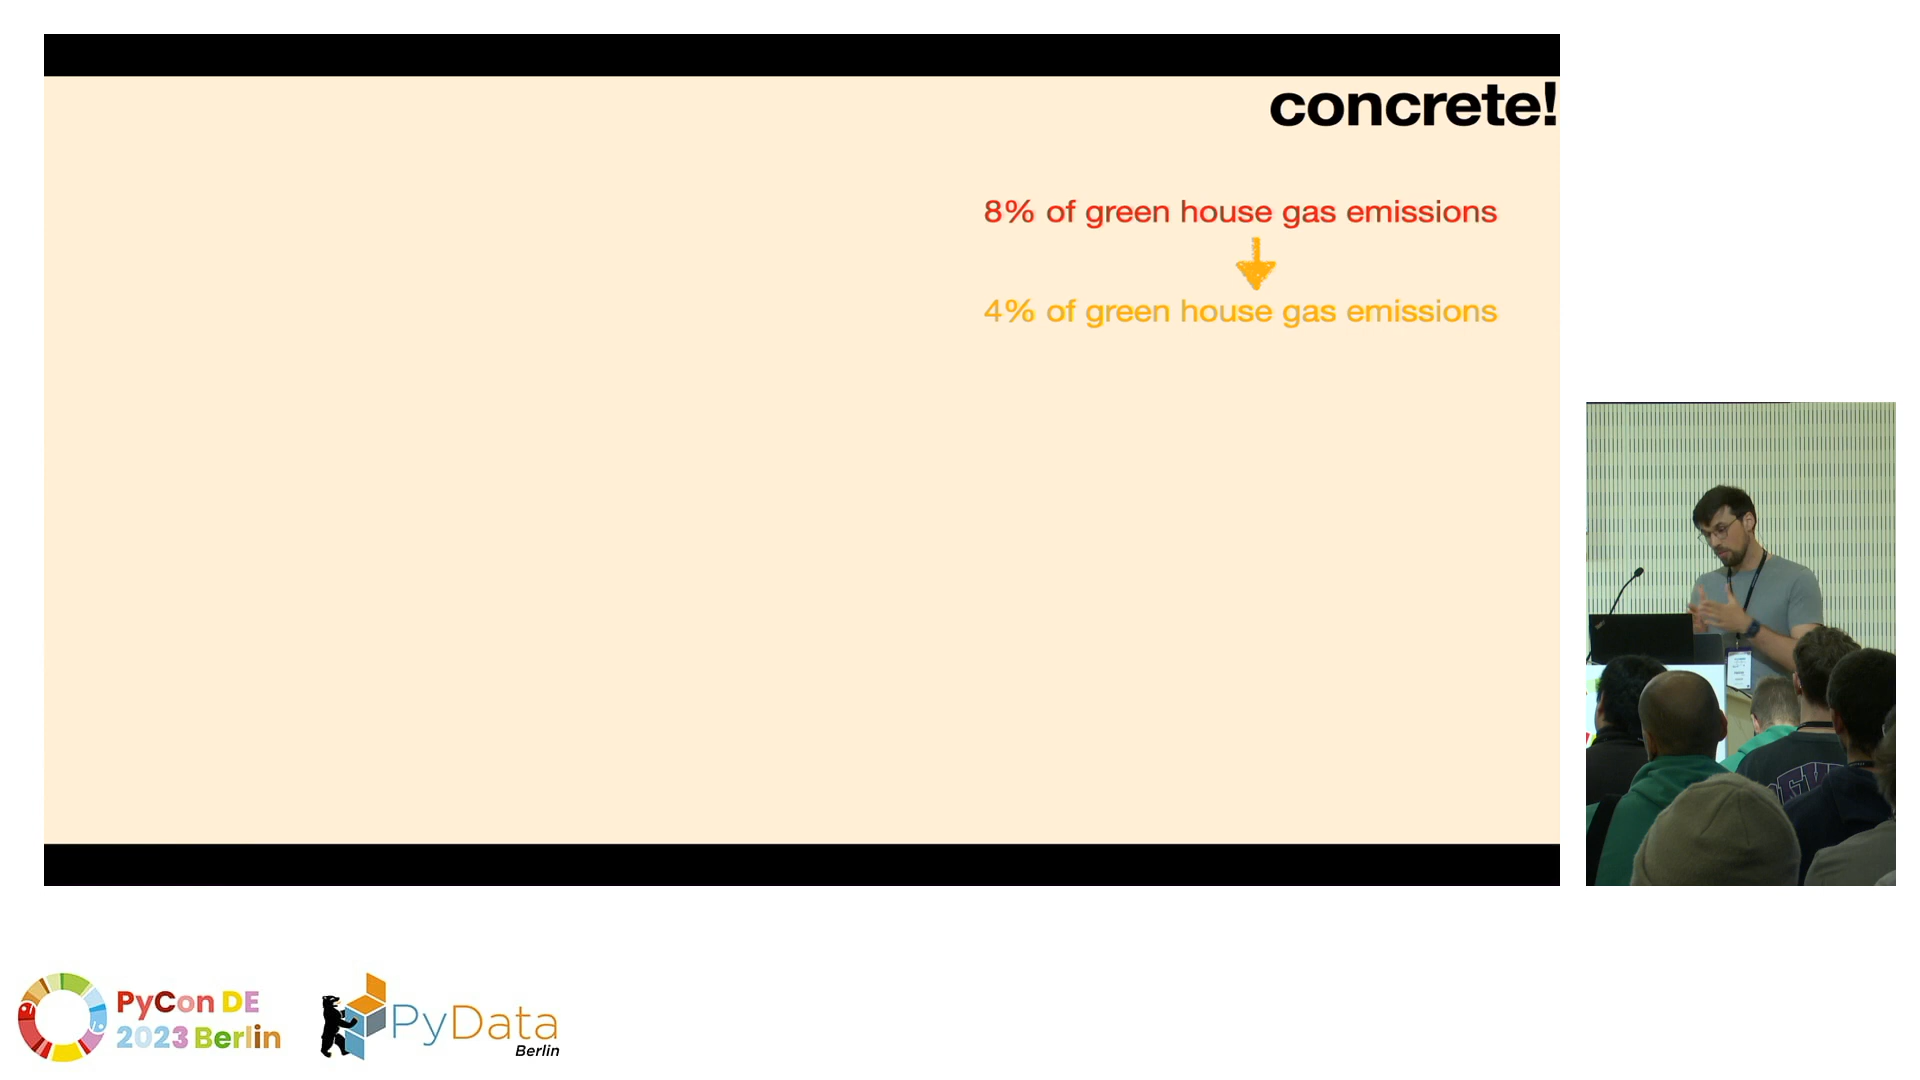 concrete!
8% of green house gas emissions
4% of green house gas emissions
PyCon DE
2023 Berlin
PyData
Berlin